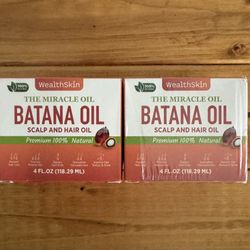 WealthSkin
THE MIRACLE OIL
BATANA OIL
SCALP AND HAIR OIL
Premium 100% Natural
4 FL.OZ (118.29 ML)
WealthSkin
THE MIRACLE OIL
BATANA OIL
SCALP AND HAIR OIL
Premium 100% Natural
4 FL.OZ (118.29 ML)